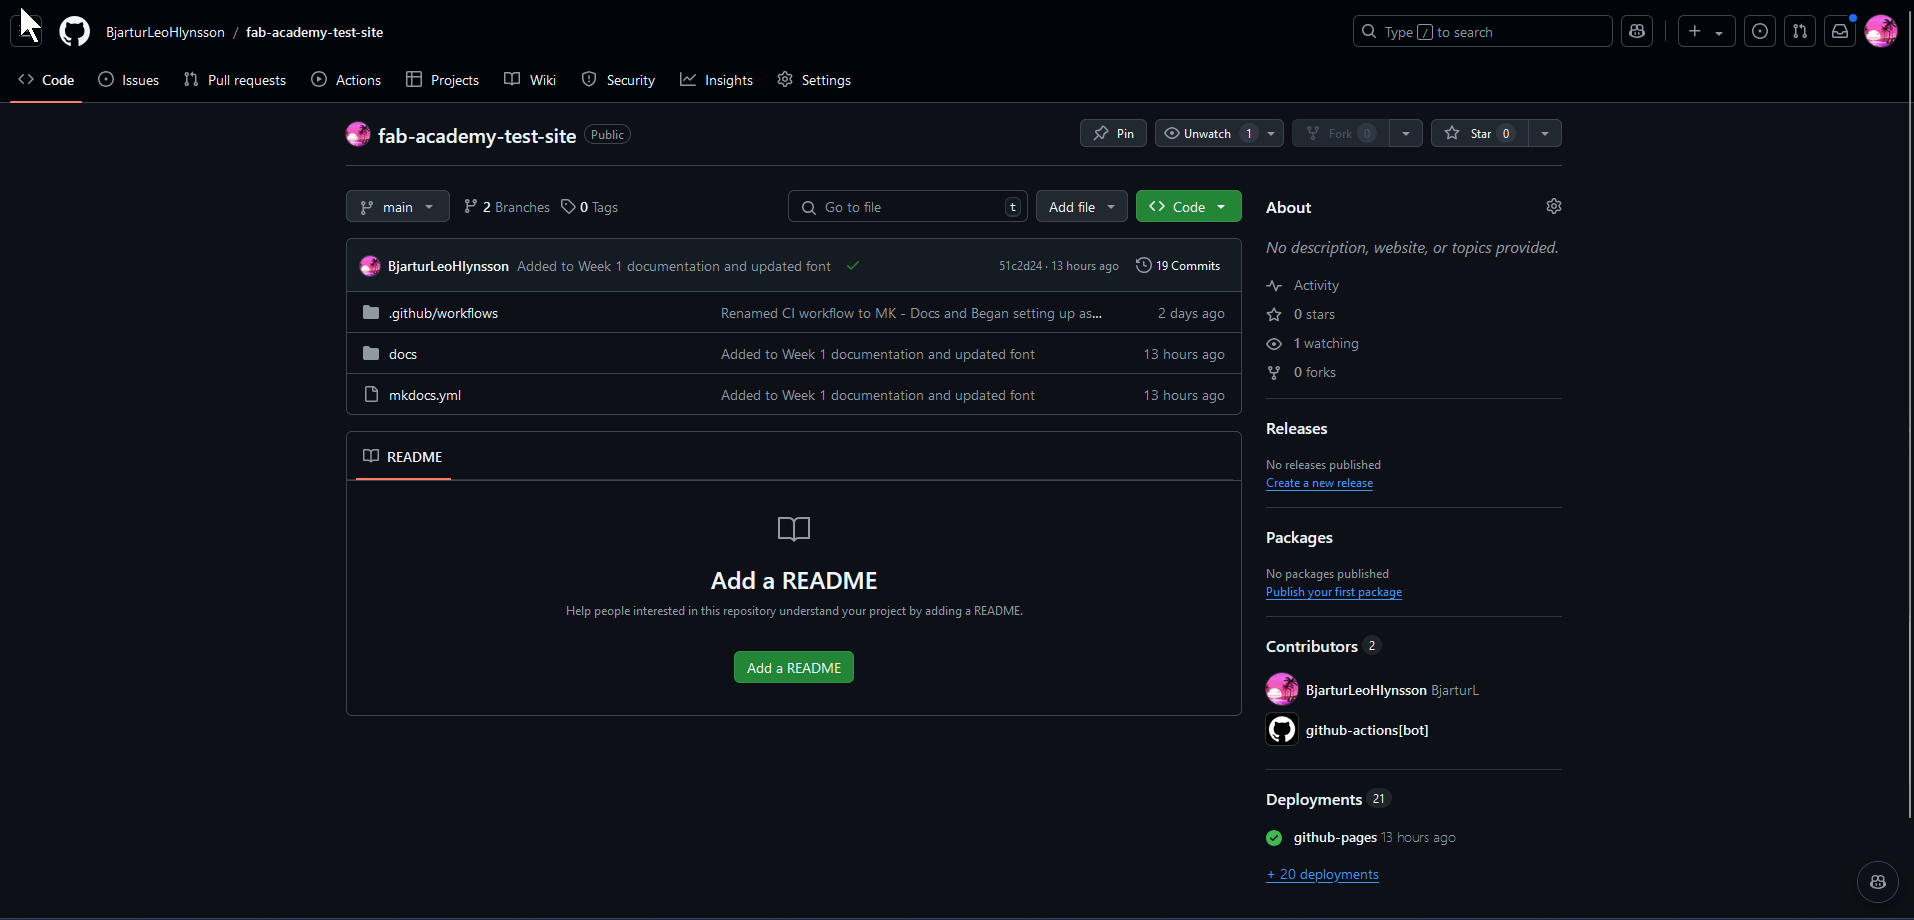 BjarturLeoHlynsson / fab-academy-test-site
Type / to search
Code Issues Pull requests Actions Projects Wiki Security Insights Settings
fab-academy-test-site Public
Pin Unwatch 1 Fork 0 Star 0
main 2 Branches 0 Tags
Go to file t Add file Code
BjarturLeoHlynsson Added to Week 1 documentation and updated font 51c2d24 · 13 hours ago 19 Commits
.github/workflows Renamed CI workflow to MK - Docs and Began setting up as... 2 days ago
docs Added to Week 1 documentation and updated font 13 hours ago
mkdocs.yml Added to Week 1 documentation and updated font 13 hours ago
README
Add a README
Help people interested in this repository understand your project by adding a README.
Add a README
About
No description, website, or topics provided.
Activity
0 stars
1 watching
0 forks
Releases
No releases published
Create a new release
Packages
No packages published
Publish your first package
Contributors 2
BjarturLeoHlynsson BjarturL
github-actions[bot]
Deployments 21
github-pages 13 hours ago
+ 20 deployments